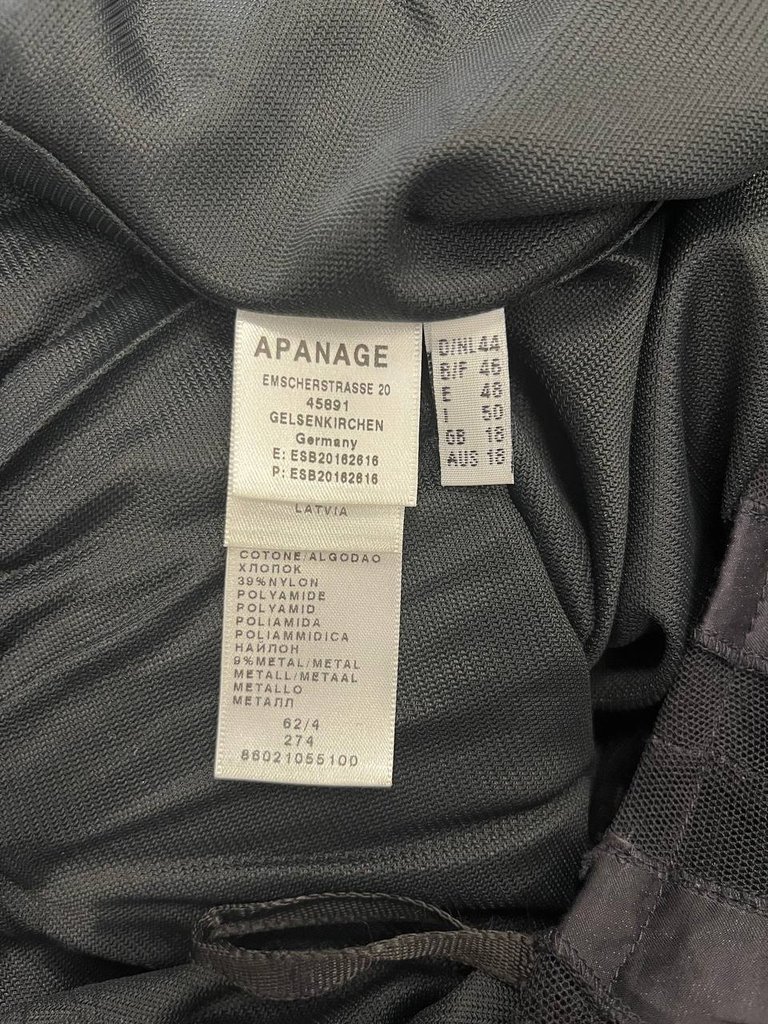 APANAGE
EMSCHERSTRASSE 20
45891
GELSENKIRCHEN
Germany
E: ESB20162616
P: ESB20162616
LATVIA
COTONE/ALGODAO
ХЛОПОК
39%NYLON
POLYAMIDE
POLYAMID
POLIAMIDA
POLIAMMIDICA
НАЙЛОН
9%METAL/METAL
METALL/METAAL
METALLO
МЕТАЛЛ
62/4
274
86021055100
D/NL 44
B/F 46
E 48
I 50
GB 18
AUS 18